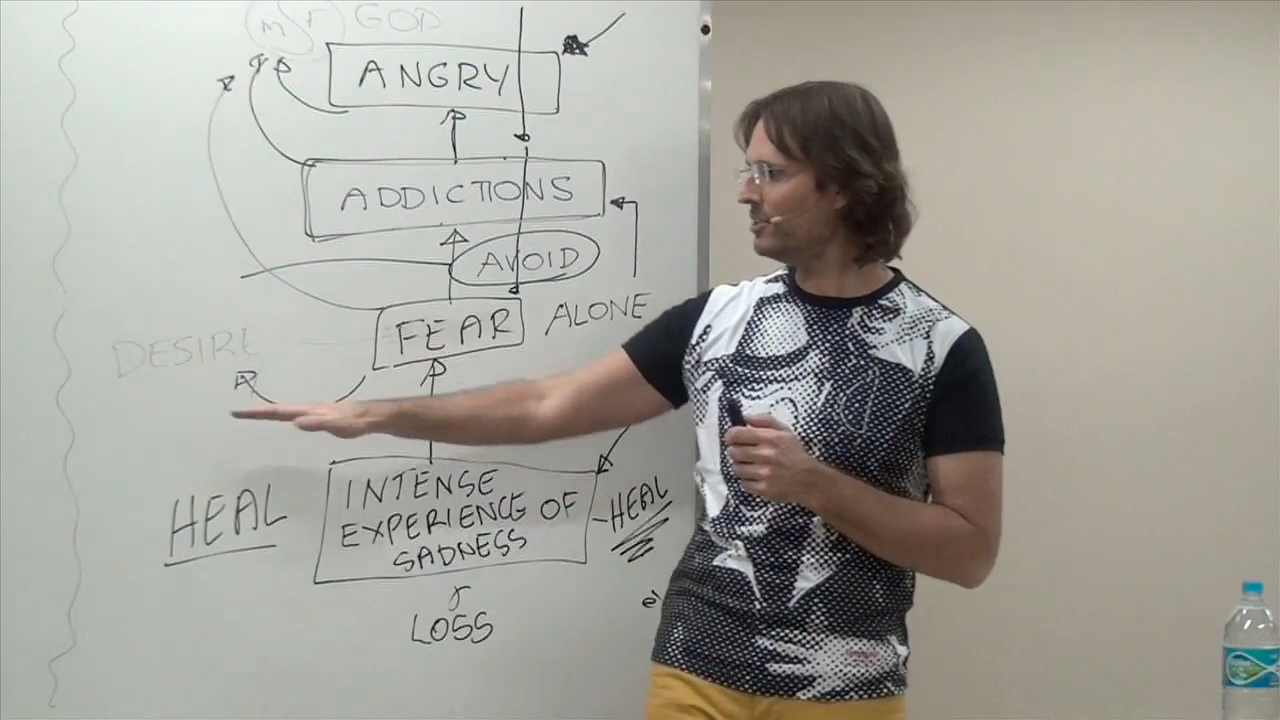 GOD
ANGRY
ADDICTIONS
AVOID
FEAR
ALONE
DESIRE
HEAL
INTENSE
EXPERIENCE OF
SADNESS
HEAL
LOSS